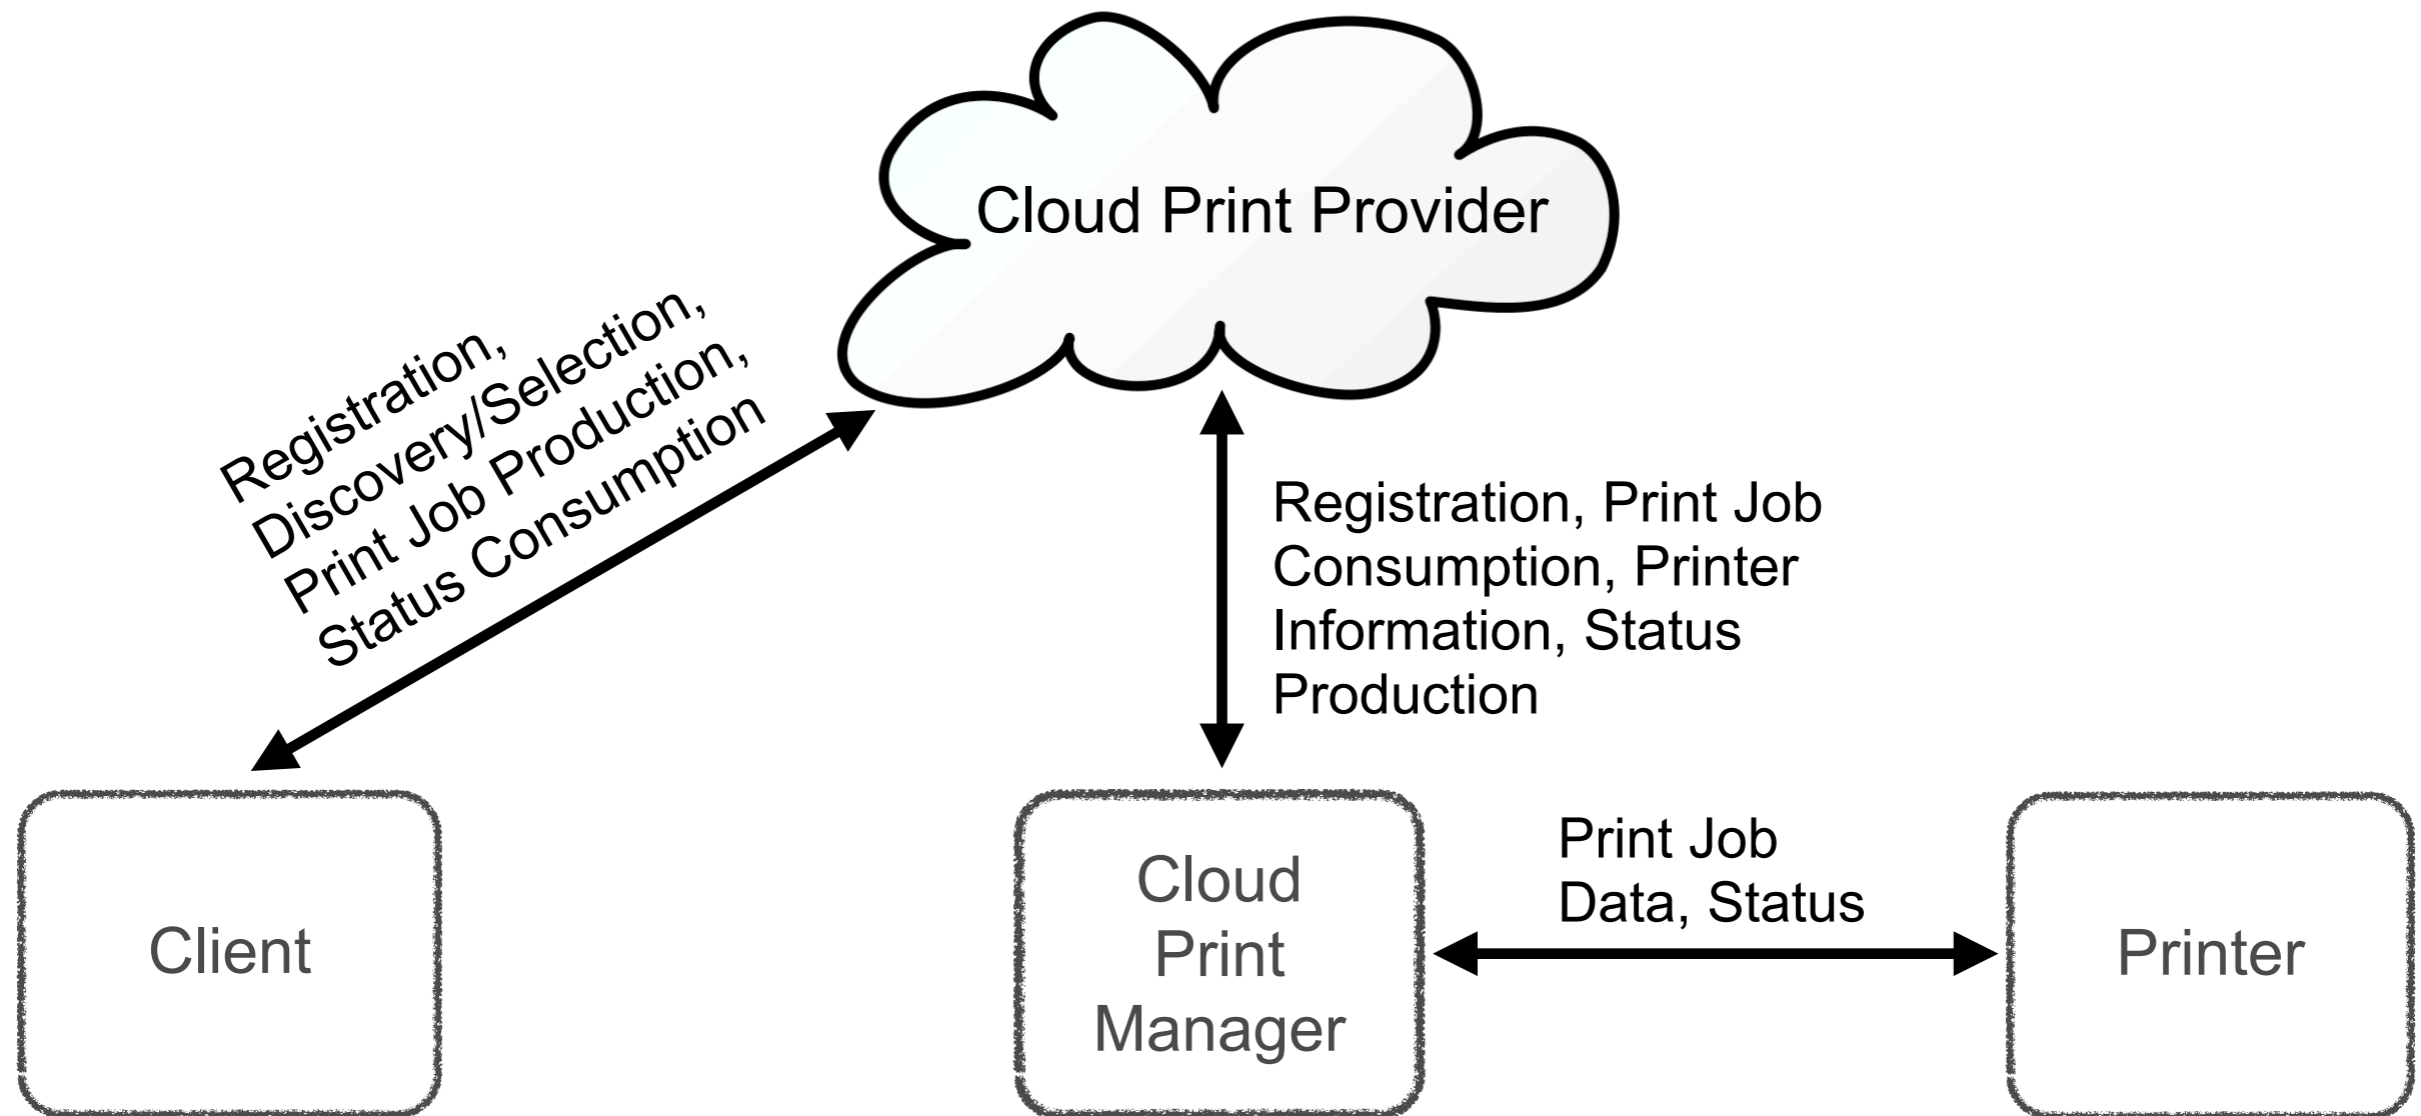 Cloud Print Provider
Registration,
Discovery/Selection,
Print Job Production,
Status Consumption
Registration, Print Job
Consumption, Printer
Information, Status
Production
Client
Cloud
Print
Manager
Print Job
Data, Status
Printer